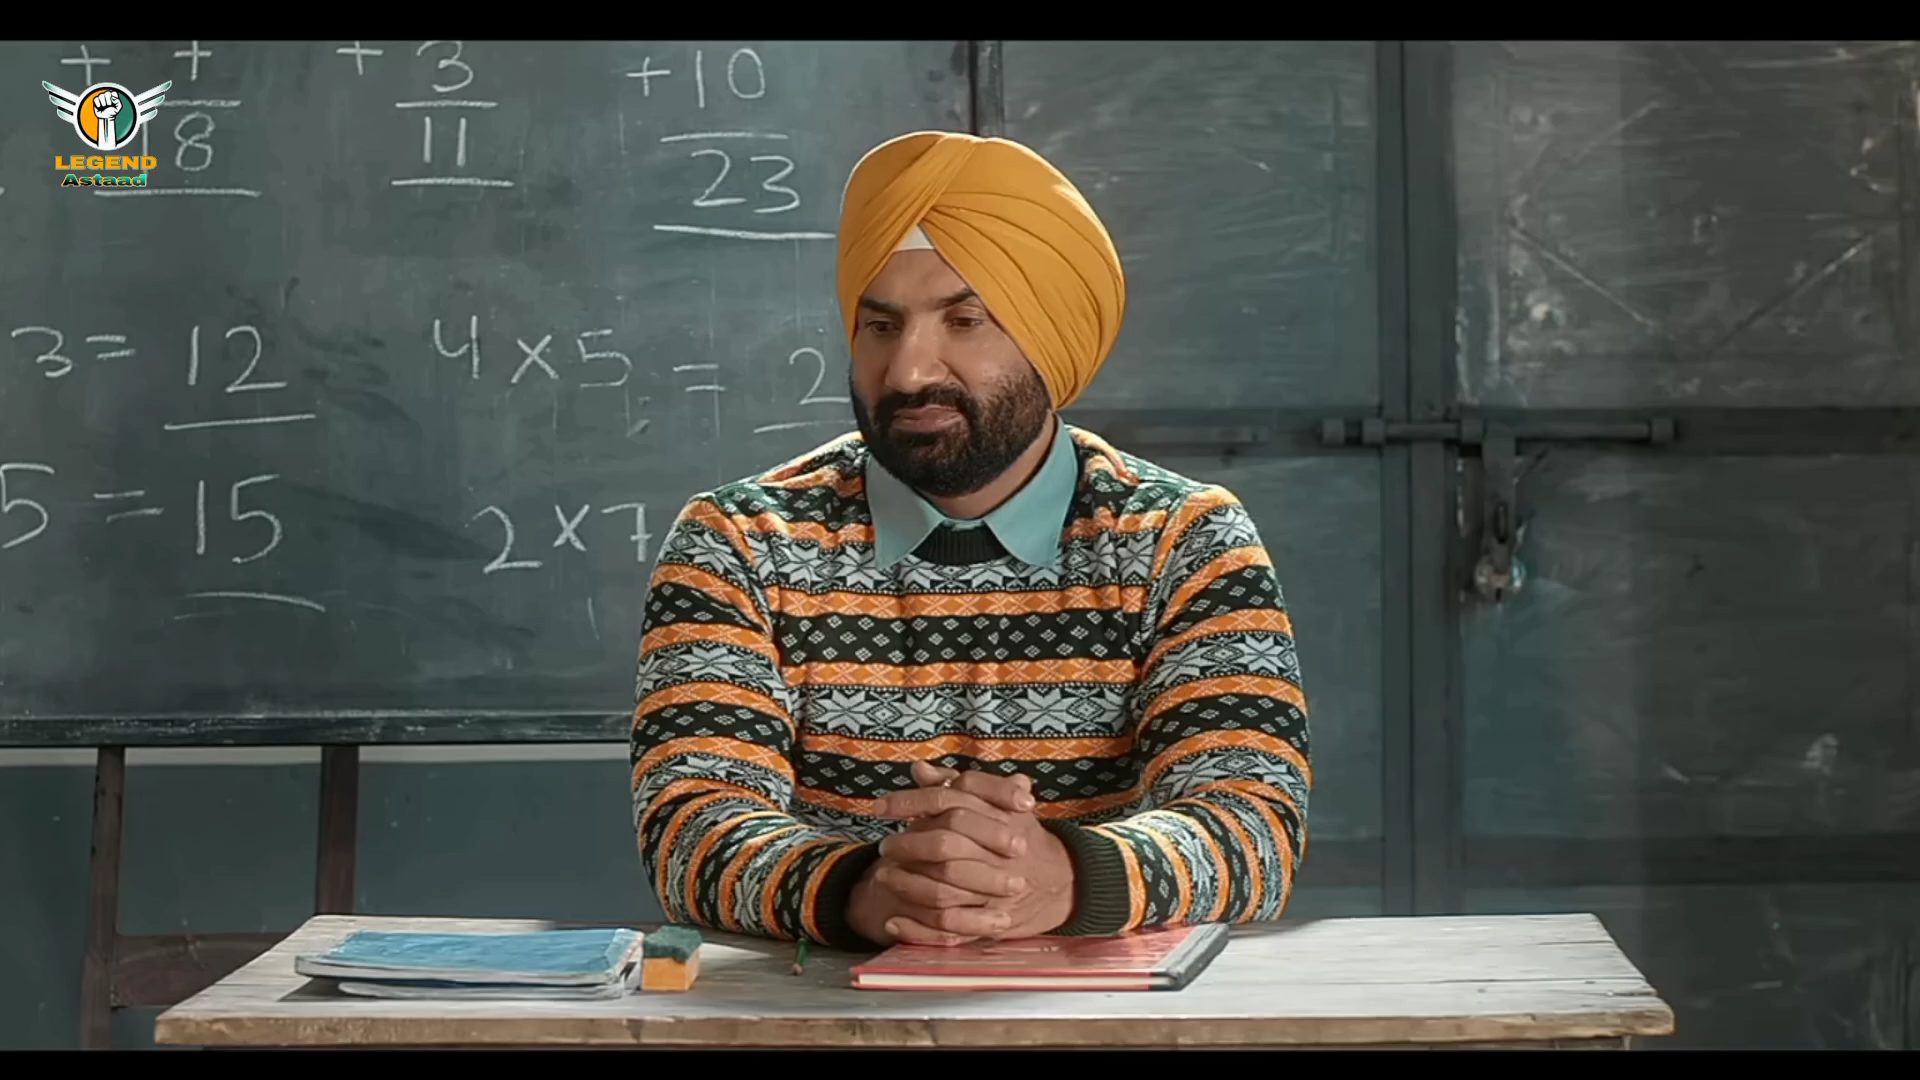 + + + 3 + 10
8 11 23
LEGEND
Astaad
3 = 12 4 × 5 = 2
5 = 15 2 × 7